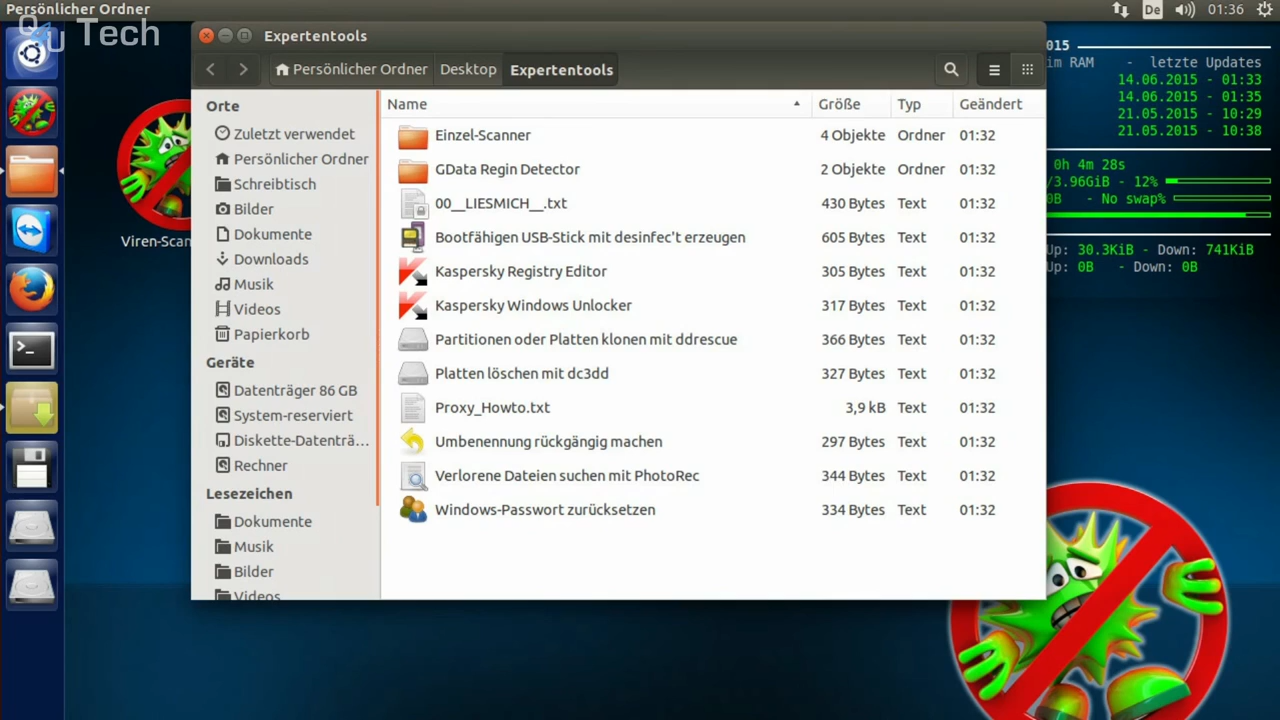 Persönlicher Ordner
De
01:36
QU Tech
Expertentools
Persönlicher Ordner
Desktop
Expertentools
Orte
Zuletzt verwendet
Persönlicher Ordner
Schreibtisch
Bilder
Dokumente
Downloads
Musik
Videos
Papierkorb
Geräte
Datenträger 86 GB
System-reserviert
Diskette-Datenträ...
Rechner
Lesezeichen
Dokumente
Musik
Bilder
Videos
Name Größe Typ Geändert
Einzel-Scanner 4 Objekte Ordner 01:32
GData Regin Detector 2 Objekte Ordner 01:32
00__LIESMICH__.txt 430 Bytes Text 01:32
Bootfähigen USB-Stick mit desinfec't erzeugen 605 Bytes Text 01:32
Kaspersky Registry Editor 305 Bytes Text 01:32
Kaspersky Windows Unlocker 317 Bytes Text 01:32
Partitionen oder Platten klonen mit ddrescue 366 Bytes Text 01:32
Platten löschen mit dc3dd 327 Bytes Text 01:32
Proxy_Howto.txt 3,9 kB Text 01:32
Umbenennung rückgängig machen 297 Bytes Text 01:32
Verlorene Dateien suchen mit PhotoRec 344 Bytes Text 01:32
Windows-Passwort zurücksetzen 334 Bytes Text 01:32
Viren-Scan
015
im RAM - letzte Updates
14.06.2015 - 01:33
14.06.2015 - 01:35
21.05.2015 - 10:29
21.05.2015 - 10:38
0h 4m 28s
/3.96GiB - 12%
0B - No swap%
Up: 30.3KiB - Down: 741KiB
Up: 0B - Down: 0B